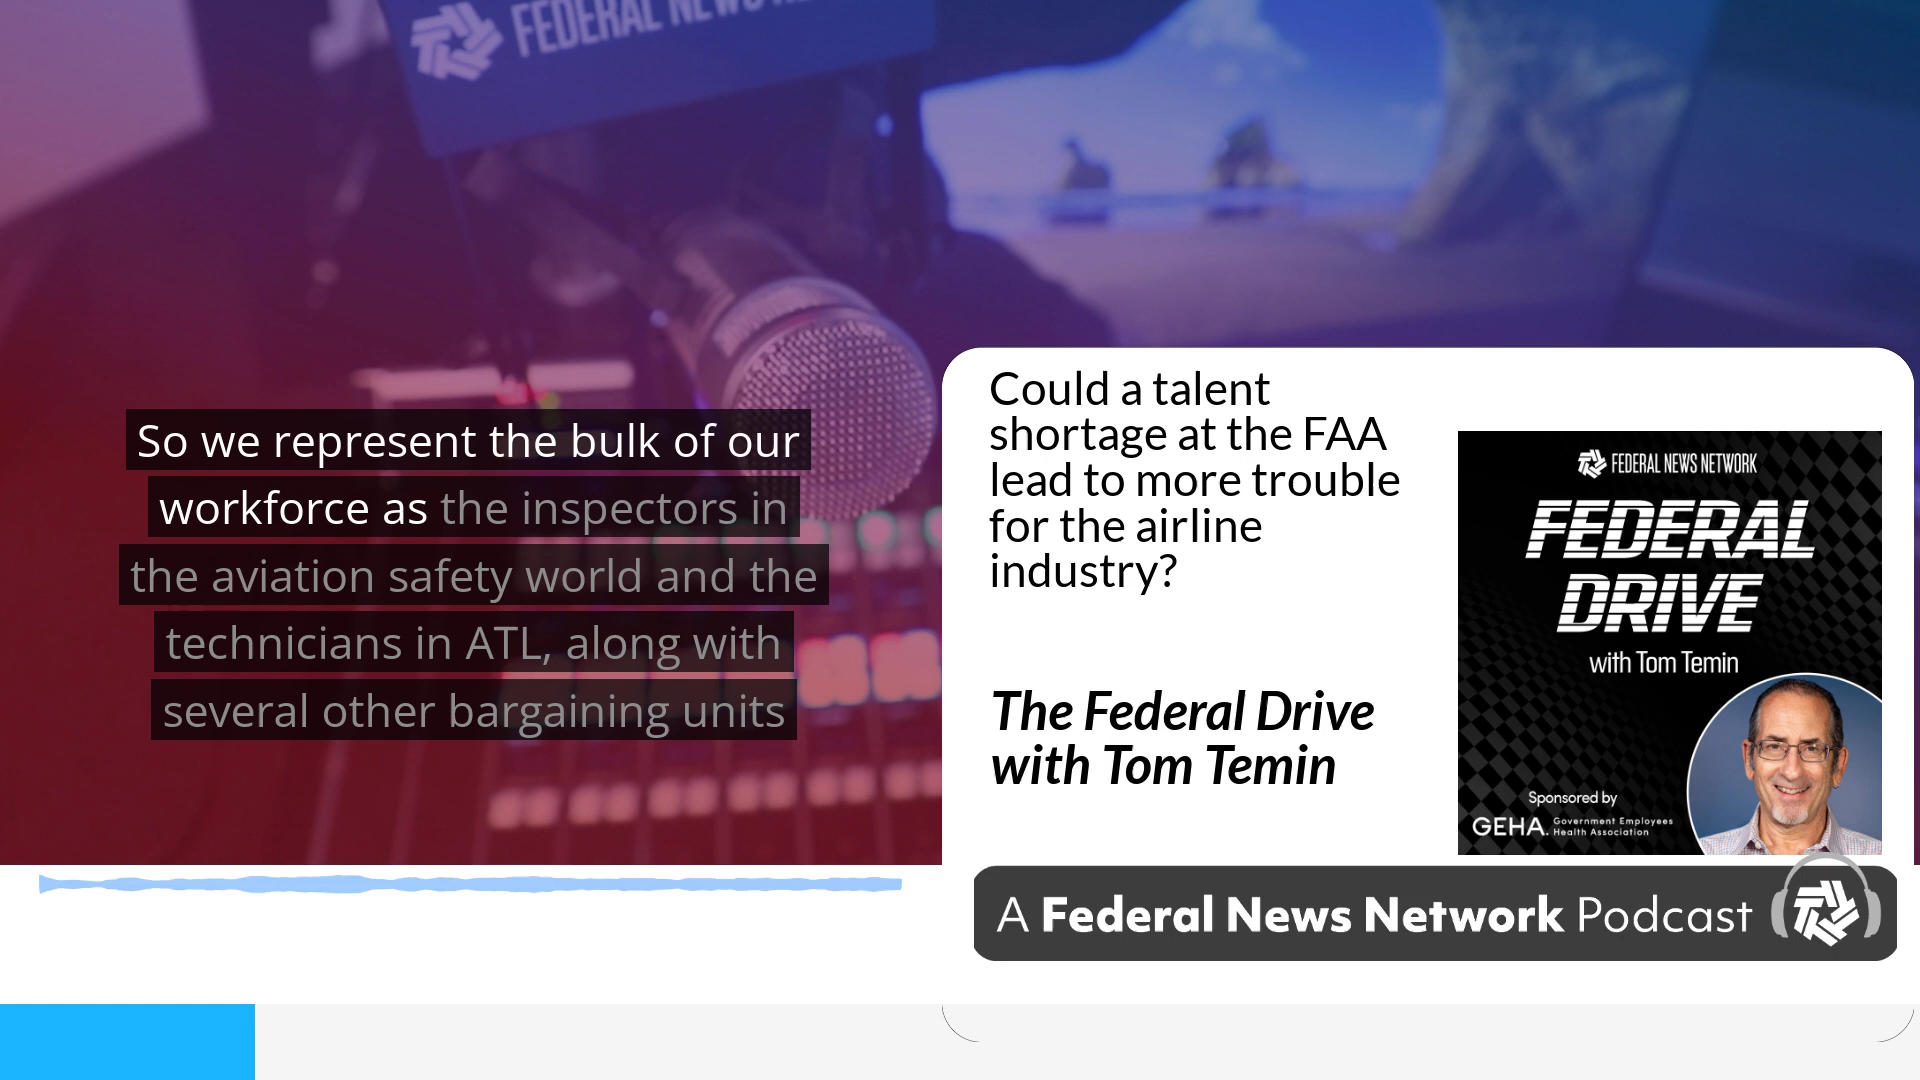 FEDERAL NEWS
So we represent the bulk of our
workforce as the inspectors in
the aviation safety world and the
technicians in ATL, along with
several other bargaining units
Could a talent
shortage at the FAA
lead to more trouble
for the airline
industry?
The Federal Drive
with Tom Temin
FEDERAL NEWS NETWORK
FEDERAL
DRIVE
with Tom Temin
Sponsored by
GEHA. Government Employees
Health Association
A Federal News Network Podcast